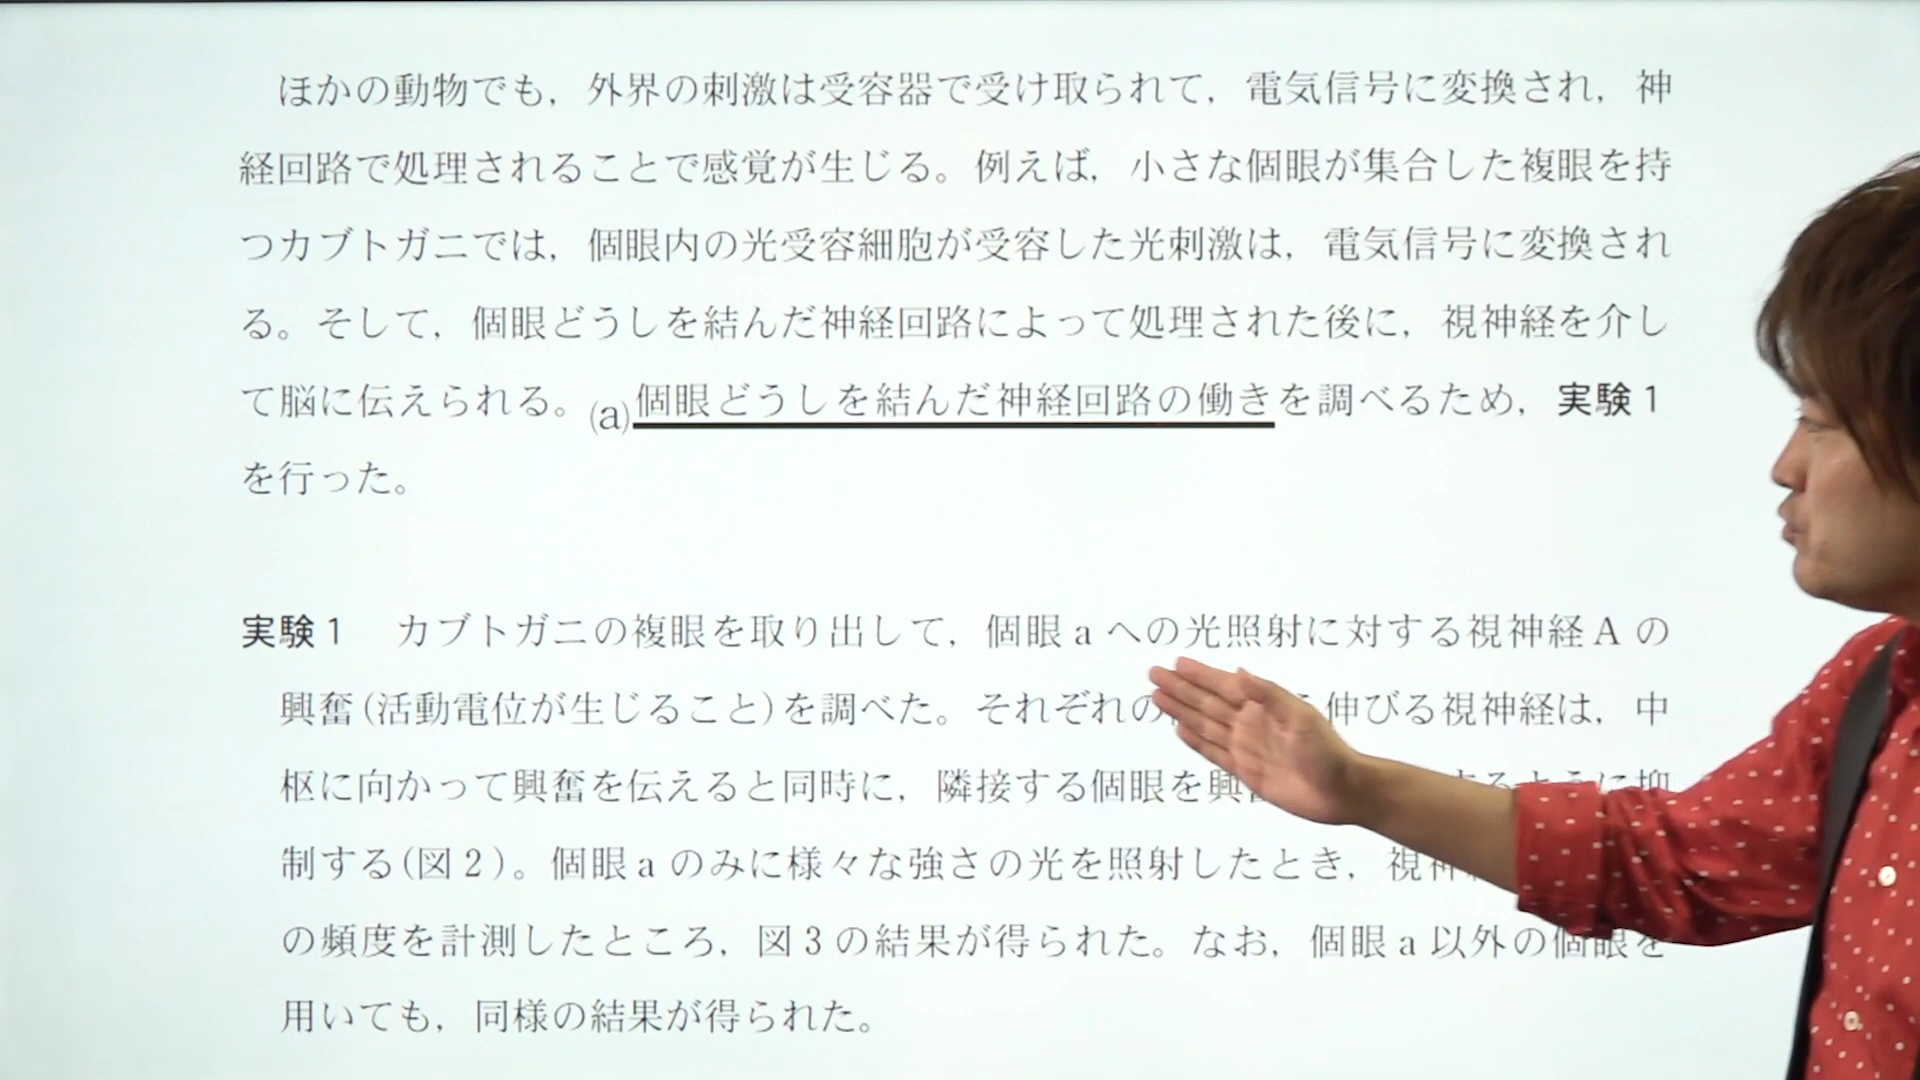 ほかの動物でも，外界の刺激は受容器で受け取られて，電気信号に変換され，神
経回路で処理されることで感覚が生じる。例えば，小さな個眼が集合した複眼を持
つカブトガニでは，個眼内の光受容細胞が受容した光刺激は，電気信号に変換され
る。そして，個眼どうしを結んだ神経回路によって処理された後に，視神経を介し
て脳に伝えられる。(a)個眼どうしを結んだ神経回路の働きを調べるため，実験1
を行った。
実験1　カブトガニの複眼を取り出して，個眼aへの光照射に対する視神経Aの
興奮(活動電位が生じること)を調べた。それぞれの 伸びる視神経は，中
枢に向かって興奮を伝えると同時に，隣接する個眼を興 するように抑
制する(図2)。個眼aのみに様々な強さの光を照射したとき，視神
の頻度を計測したところ，図3の結果が得られた。なお，個眼a以外の個眼を
用いても，同様の結果が得られた。